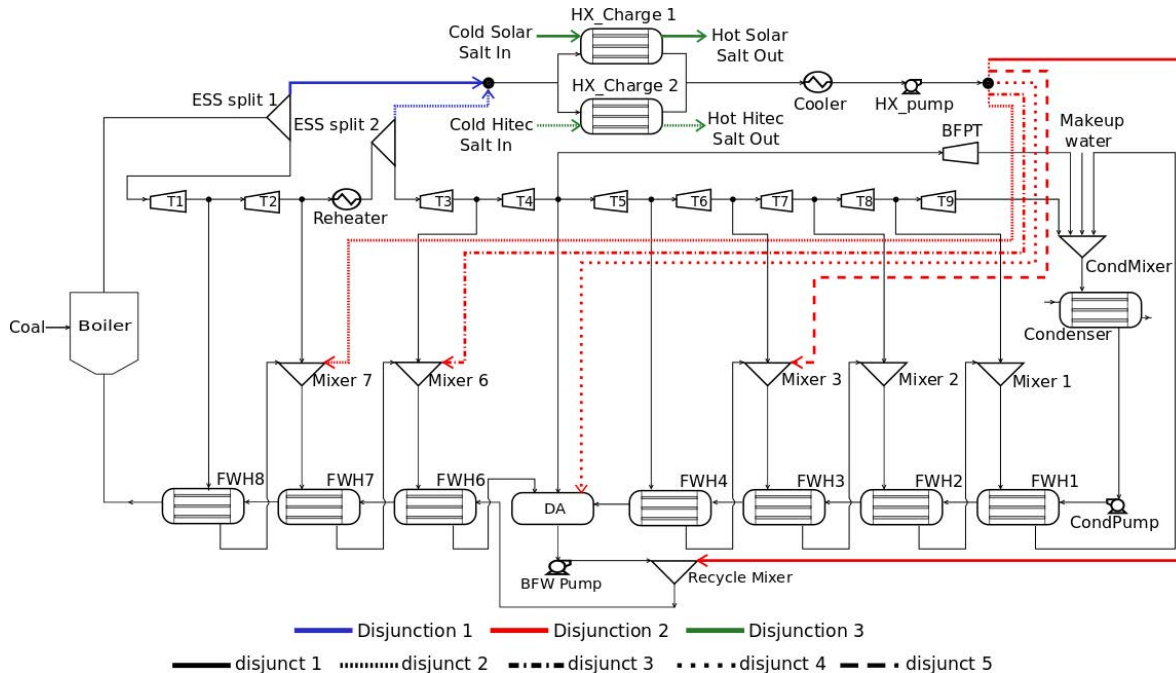 HX_Charge 1
Cold Solar
Salt In
Hot Solar
Salt Out
ESS split 1
HX_Charge 2
Cooler
HX_pump
ESS split 2
Cold Hitec
Salt In
Hot Hitec
Salt Out
BFPT
Makeup
water
T1
T2
Reheater
T3
T4
T5
T6
T7
T8
T9
CondMixer
Coal
Boiler
Condenser
Mixer 7
Mixer 6
Mixer 3
Mixer 2
Mixer 1
FWH8
FWH7
FWH6
DA
FWH4
FWH3
FWH2
FWH1
CondPump
BFW Pump
Recycle Mixer
Disjunction 1
Disjunction 2
Disjunction 3
disjunct 1
disjunct 2
disjunct 3
disjunct 4
disjunct 5